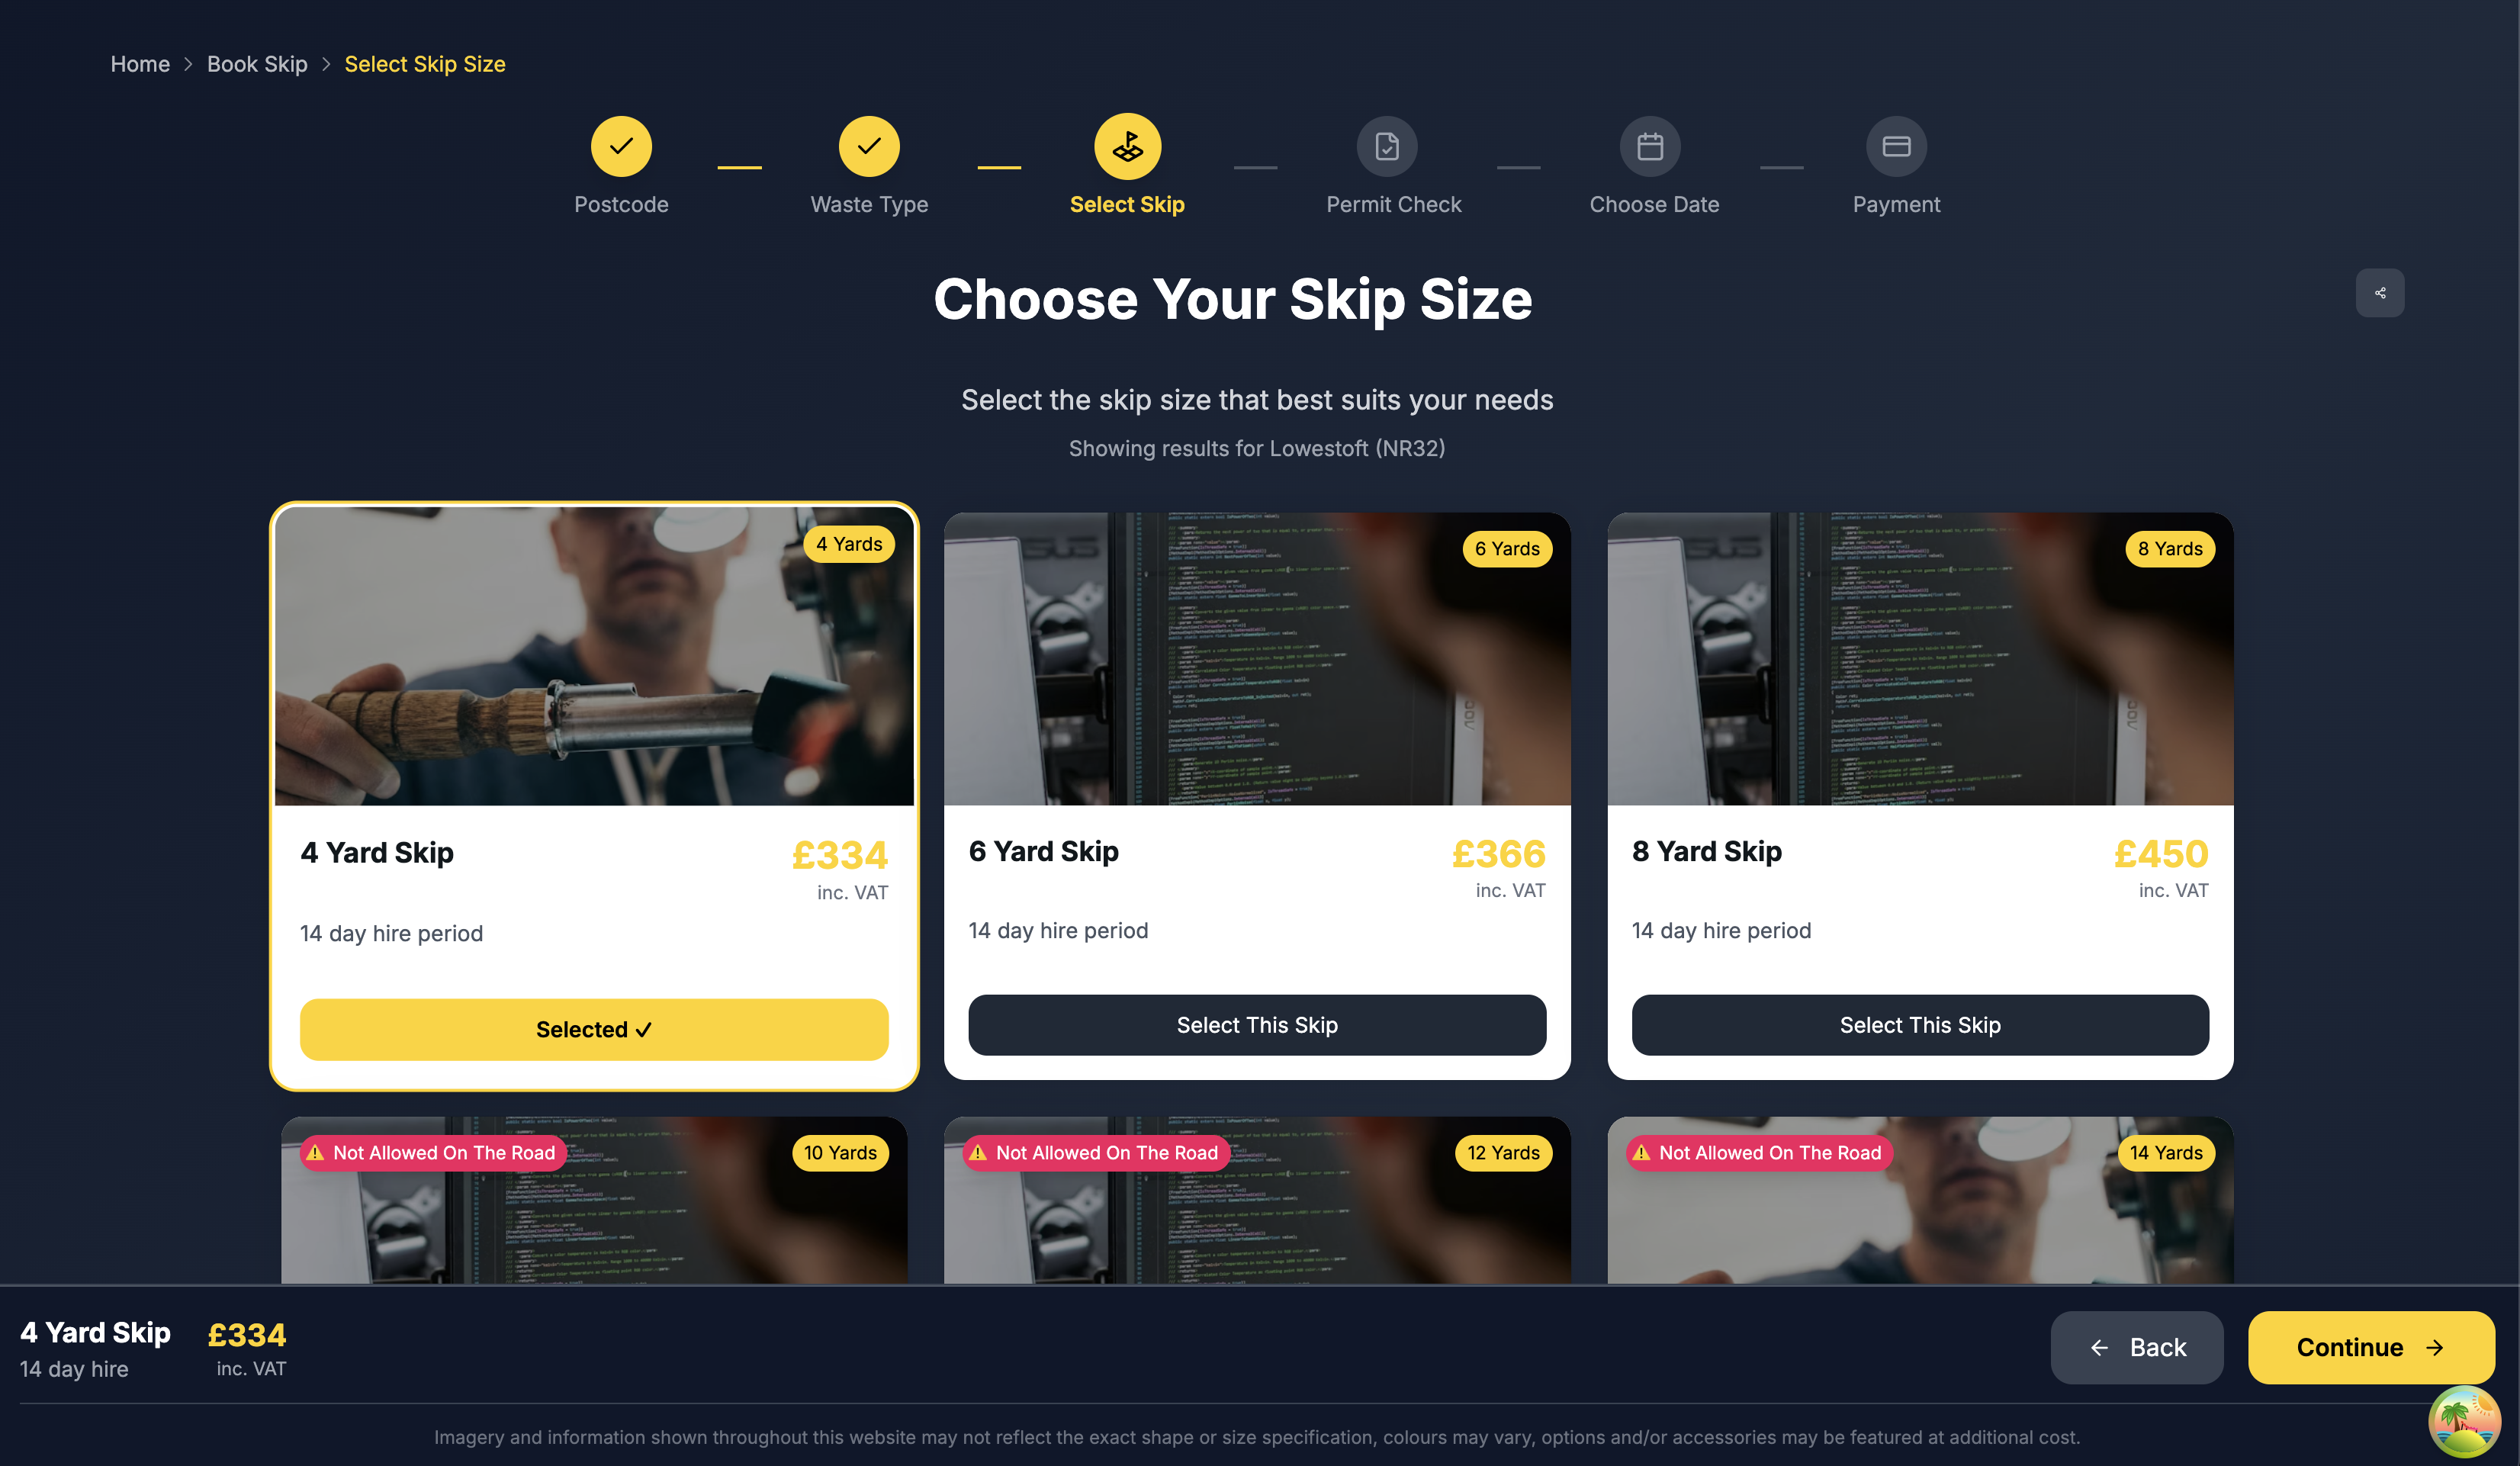 Home > Book Skip > Select Skip Size
Postcode
Waste Type
Select Skip
Permit Check
Choose Date
Payment
Choose Your Skip Size
Select the skip size that best suits your needs
Showing results for Lowestoft (NR32)
4 Yards
4 Yard Skip
£334
inc. VAT
14 day hire period
Selected ✓
6 Yards
6 Yard Skip
£366
inc. VAT
14 day hire period
Select This Skip
8 Yards
8 Yard Skip
£450
inc. VAT
14 day hire period
Select This Skip
Not Allowed On The Road
10 Yards
Not Allowed On The Road
12 Yards
Not Allowed On The Road
14 Yards
4 Yard Skip
£334
14 day hire
inc. VAT
← Back
Continue →
Imagery and information shown throughout this website may not reflect the exact shape or size specification, colours may vary, options and/or accessories may be featured at additional cost.